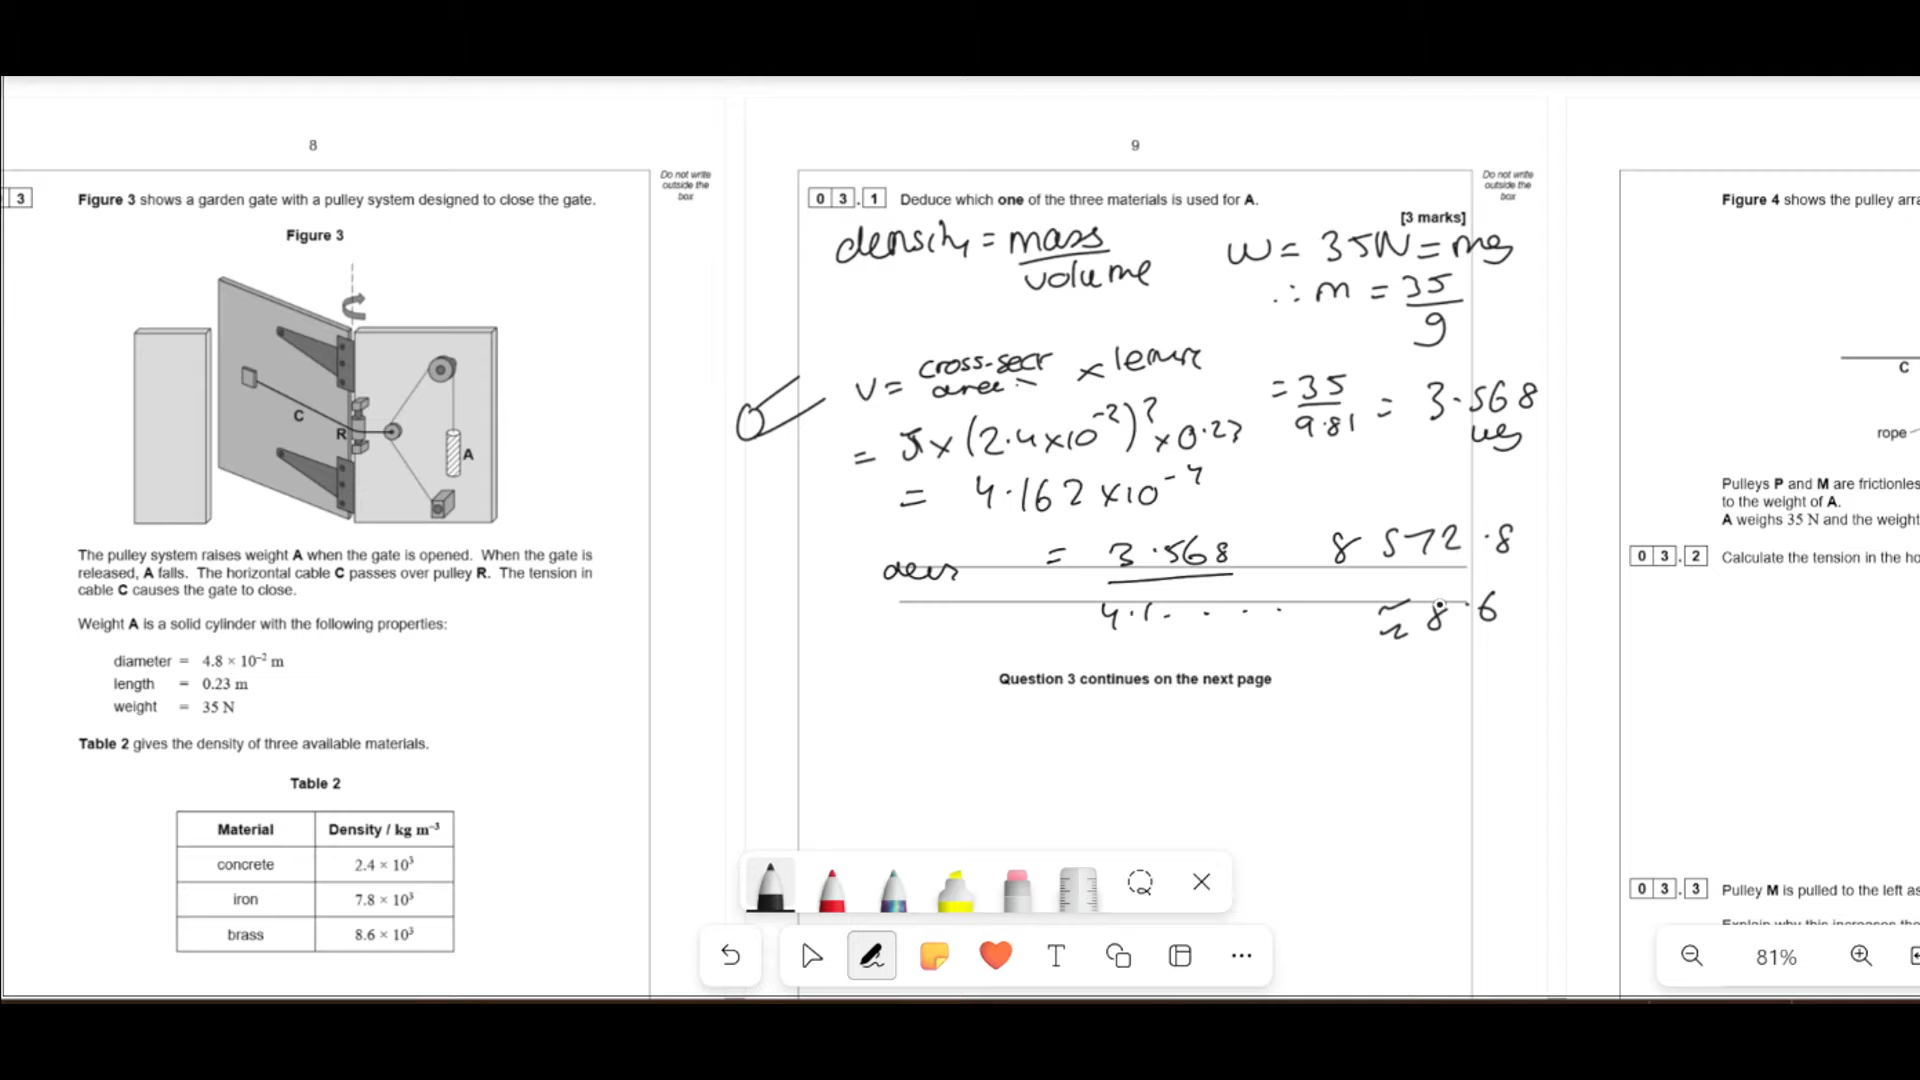 8
3
Do not write outside the box
Figure 3 shows a garden gate with a pulley system designed to close the gate.
Figure 3
C
R
A
The pulley system raises weight A when the gate is opened. When the gate is
released, A falls. The horizontal cable C passes over pulley R. The tension in
cable C causes the gate to close.
Weight A is a solid cylinder with the following properties:
diameter = 4.8 × 10⁻² m
length = 0.23 m
weight = 35 N
Table 2 gives the density of three available materials.
Table 2
Material Density / kg m⁻³
concrete 2.4 × 10³
iron 7.8 × 10³
brass 8.6 × 10³
9
Do not write outside the box
0 3 . 1 Deduce which one of the three materials is used for A.
[3 marks]
density = mass
volume
W = 35N = mg
∴ m = 35
g
= 35
9.81
= 3.568
kg
V = cross-sect
area
×
= π × (2.4 × 10⁻²)² × 0.23
= 4.162 × 10⁻⁴
dens = 3.568
4.1. . . .
8572.8
≈ 8.6
Question 3 continues on the next page
Figure 4 shows the pulley arra
C
rope
Pulleys P and M are frictionles
to the weight of A.
A weighs 35 N and the weight
0 3 . 2 Calculate the tension in the ho
0 3 . 3 Pulley M is pulled to the left as
Explain why this increases the
T
81%